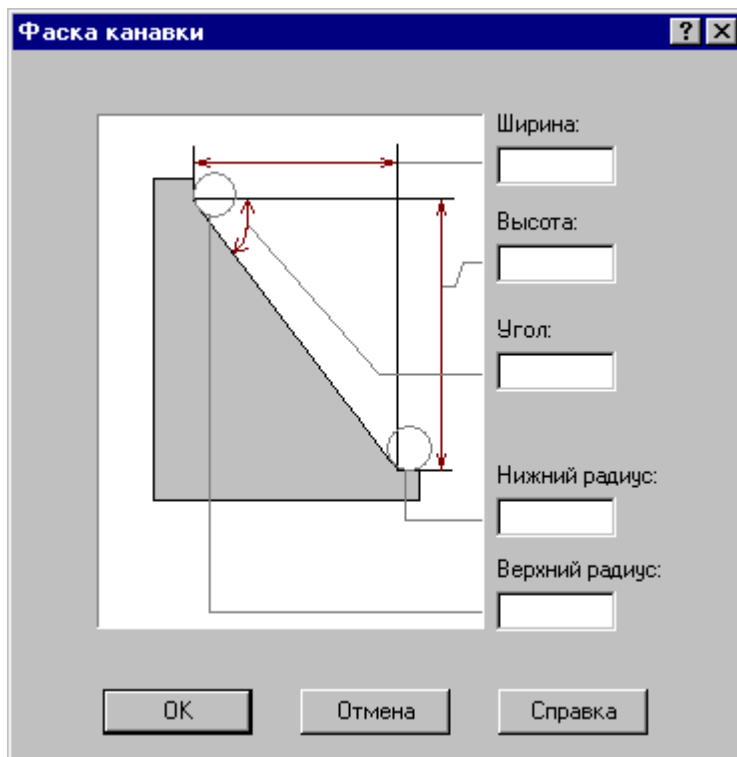 Фаска канавки
Ширина:
Высота:
Угол:
Нижний радиус:
Верхний радиус:
OK
Отмена
Справка